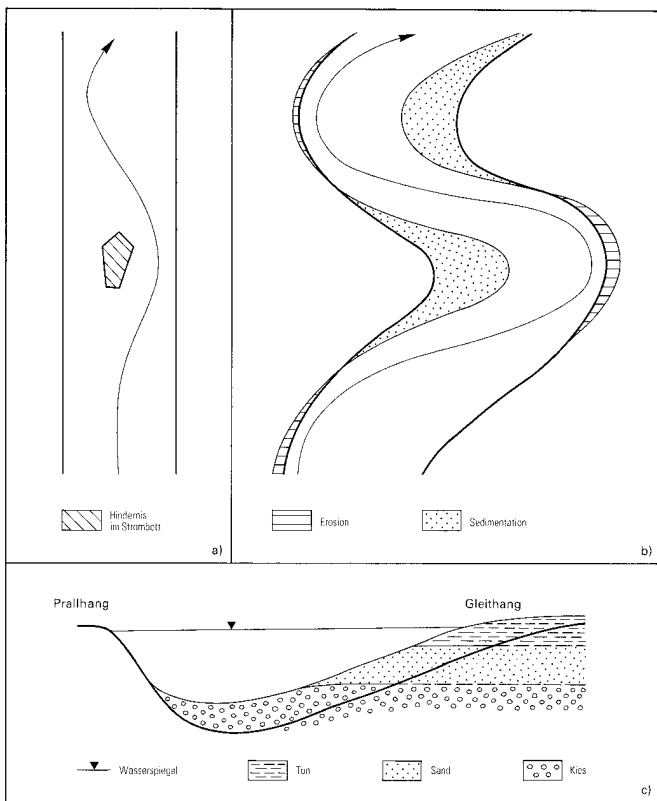 Hindernis
im Strombett
a)
Erosion
Sedimentation
b)
Prallhang
Gleithang
Wasserspiegel
Ton
Sand
Kies
c)